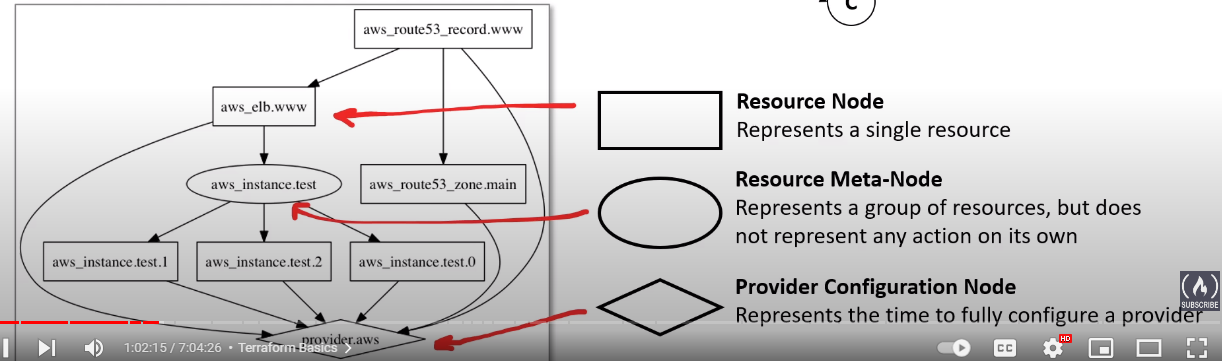 C
aws_route53_record.www
aws_elb.www
aws_instance.test
aws_route53_zone.main
aws_instance.test.1
aws_instance.test.2
aws_instance.test.0
provider.aws
Resource Node
Represents a single resource
Resource Meta-Node
Represents a group of resources, but does
not represent any action on its own
Provider Configuration Node
Represents the time to fully configure a provider
SUBSCRIBE
1:02:15 / 7:04:26 • Terraform Basics >
CC
HD